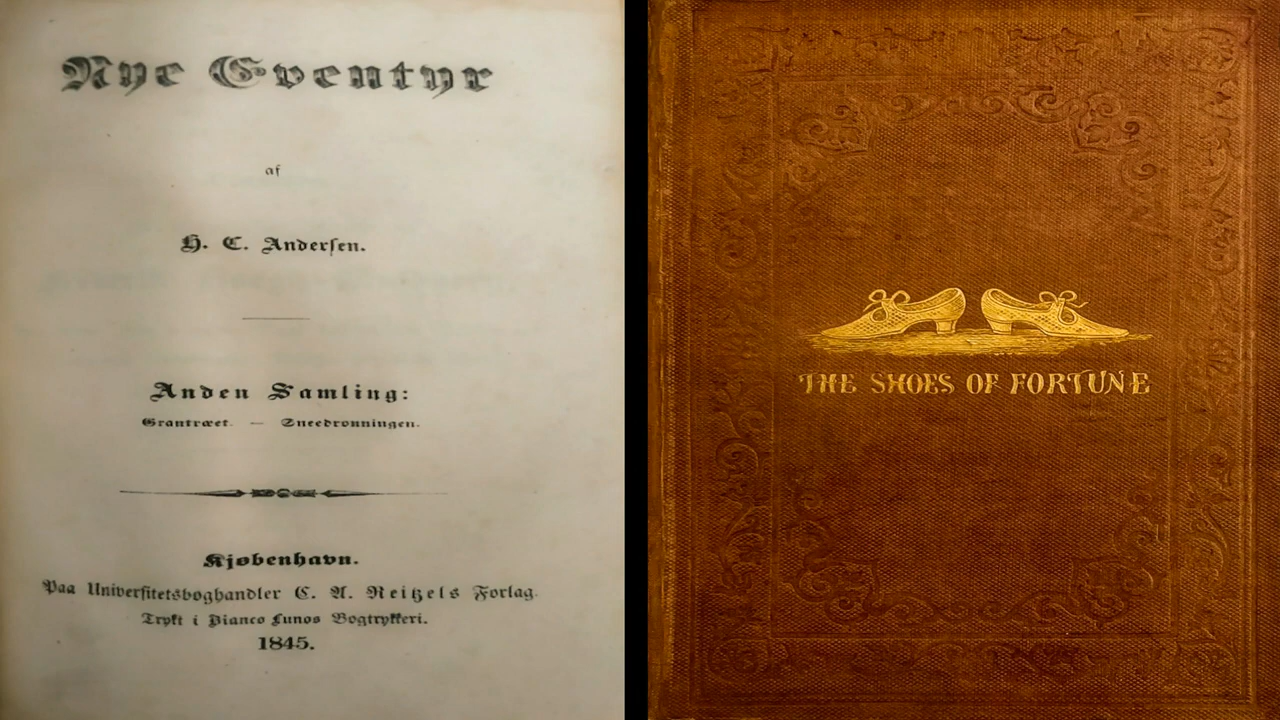 Nye Eventyr
af
H. C. Andersen.
Anden Samling:
Grantræet. — Sneedronningen.
Kjøbenhavn.
Paa Universitetsboghandler C. A. Reitzels Forlag.
Trykt i Bianco Lunos Bogtrykkeri.
1845.
THE SHOES OF FORTUNE